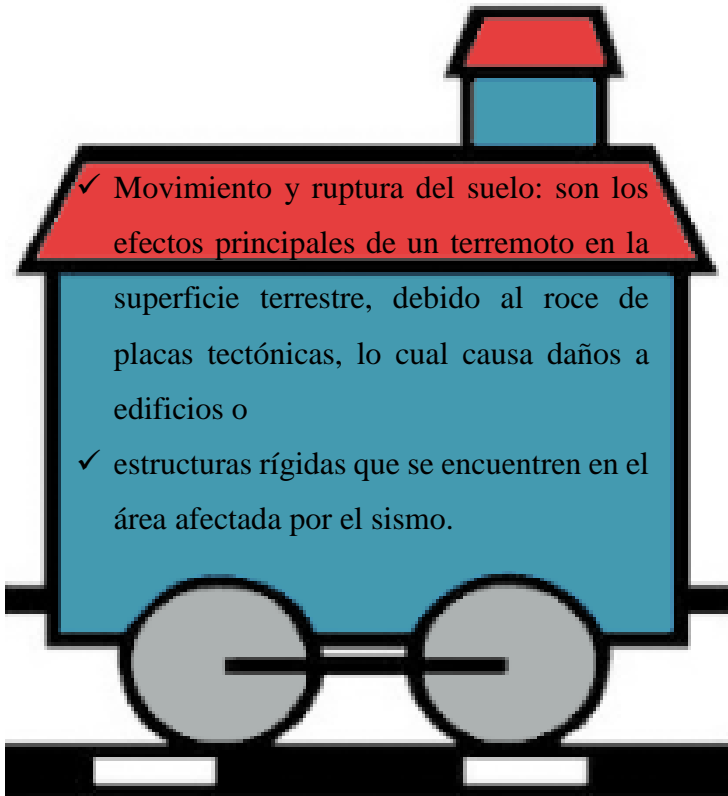 ✓ Movimiento y ruptura del suelo: son los
efectos principales de un terremoto en la
superficie terrestre, debido al roce de
placas tectónicas, lo cual causa daños a
edificios o
✓ estructuras rígidas que se encuentren en el
área afectada por el sismo.